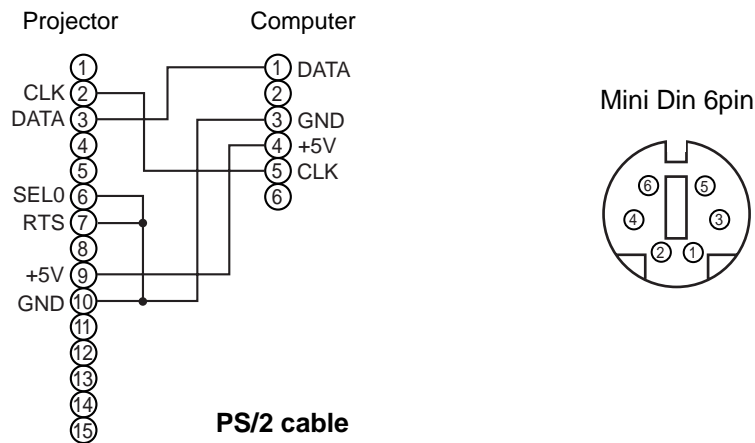 Projector Computer
1 1 DATA
CLK 2 2
DATA 3 3 GND
4 4 +5V
5 5 CLK
SEL0 6 6
RTS 7
8
+5V 9
GND 10
11
12
13
14
15
PS/2 cable
Mini Din 6pin
6 5
4 3
2 1